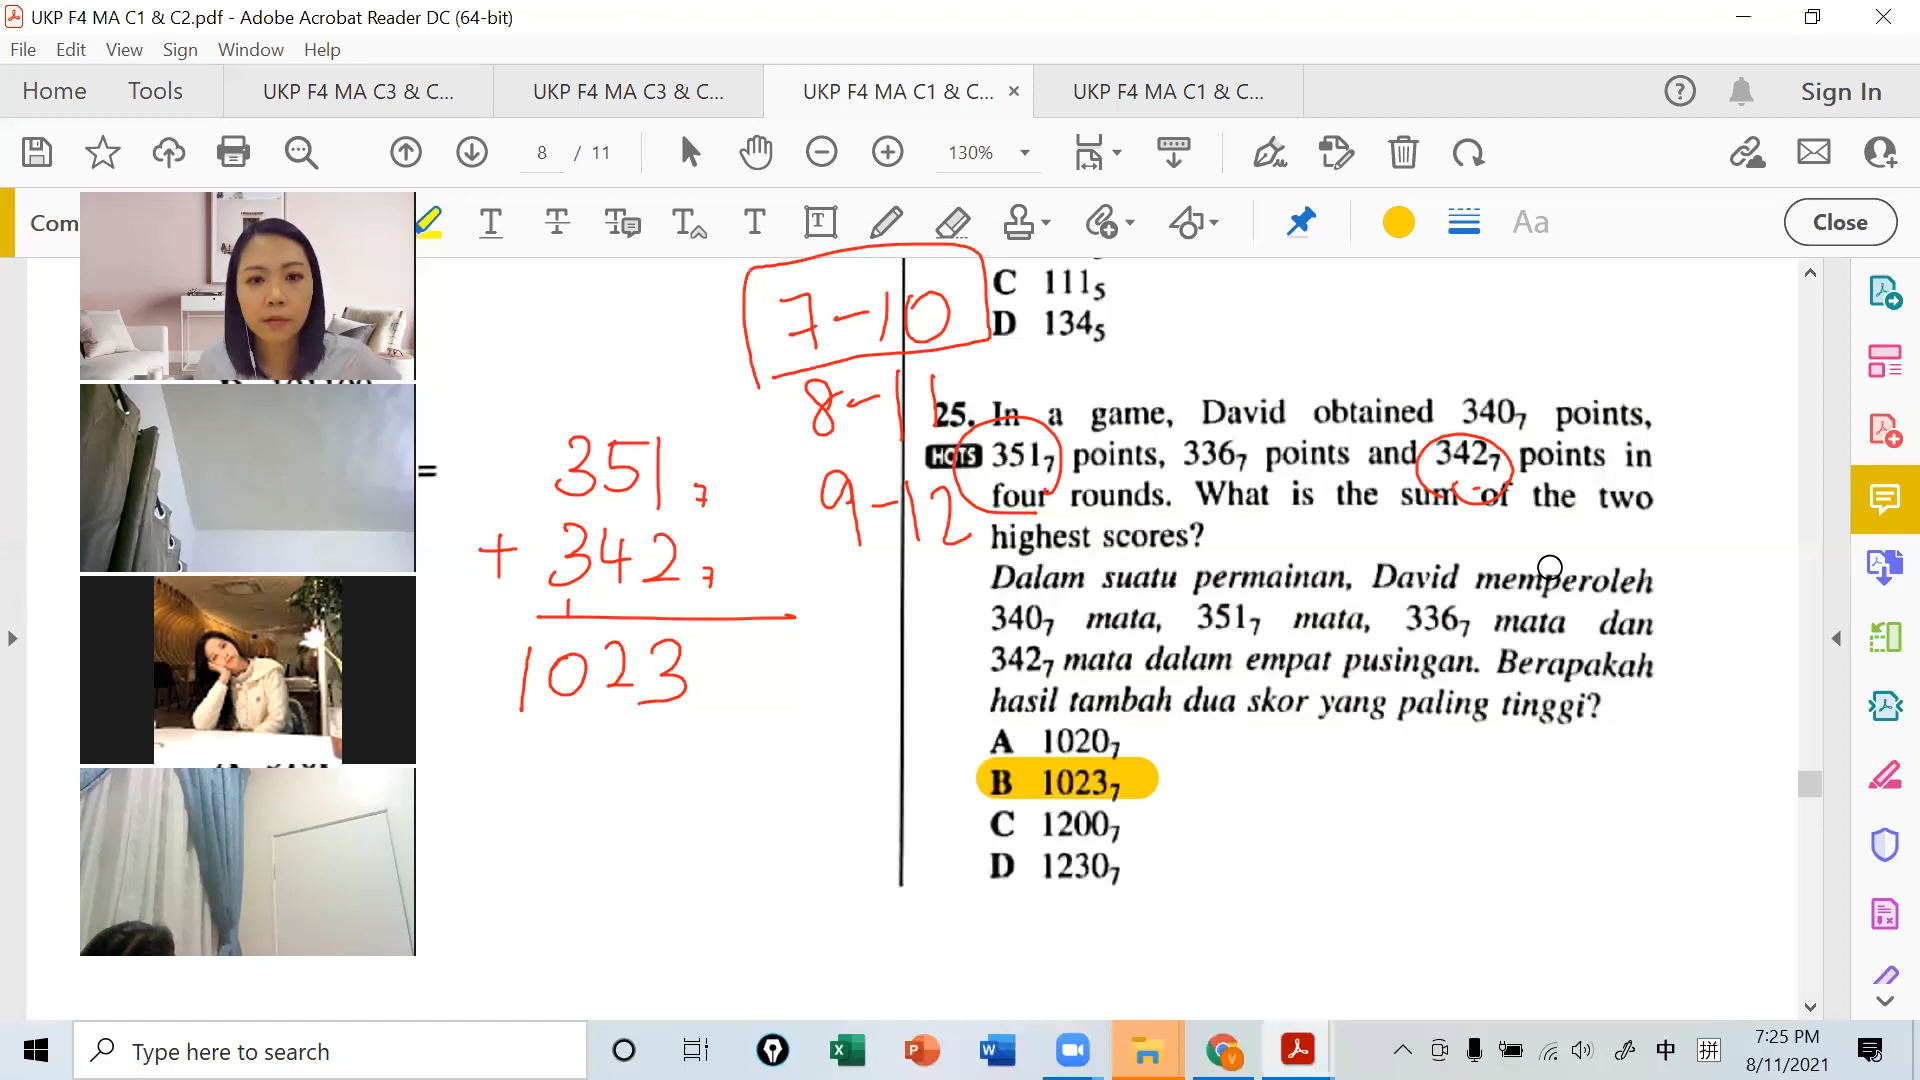 UKP F4 MA C1 & C2.pdf - Adobe Acrobat Reader DC (64-bit)
File Edit View Sign Window Help
Home Tools UKP F4 MA C3 & C... UKP F4 MA C3 & C... UKP F4 MA C1 & C... × UKP F4 MA C1 & C... Sign In
8 / 11 130%
Com Aa Close
7-10
8-11
9-12
=
351₇
+ 342₇
1
1023
C 111₅
D 134₅
25. In a game, David obtained 340₇ points,
HOTS 351₇ points, 336₇ points and 342₇ points in
four rounds. What is the sum of the two
highest scores?
Dalam suatu permainan, David memperoleh
340₇ mata, 351₇ mata, 336₇ mata dan
342₇ mata dalam empat pusingan. Berapakah
hasil tambah dua skor yang paling tinggi?
A 1020₇
B 1023₇
C 1200₇
D 1230₇
Type here to search
中 拼
7:25 PM
8/11/2021